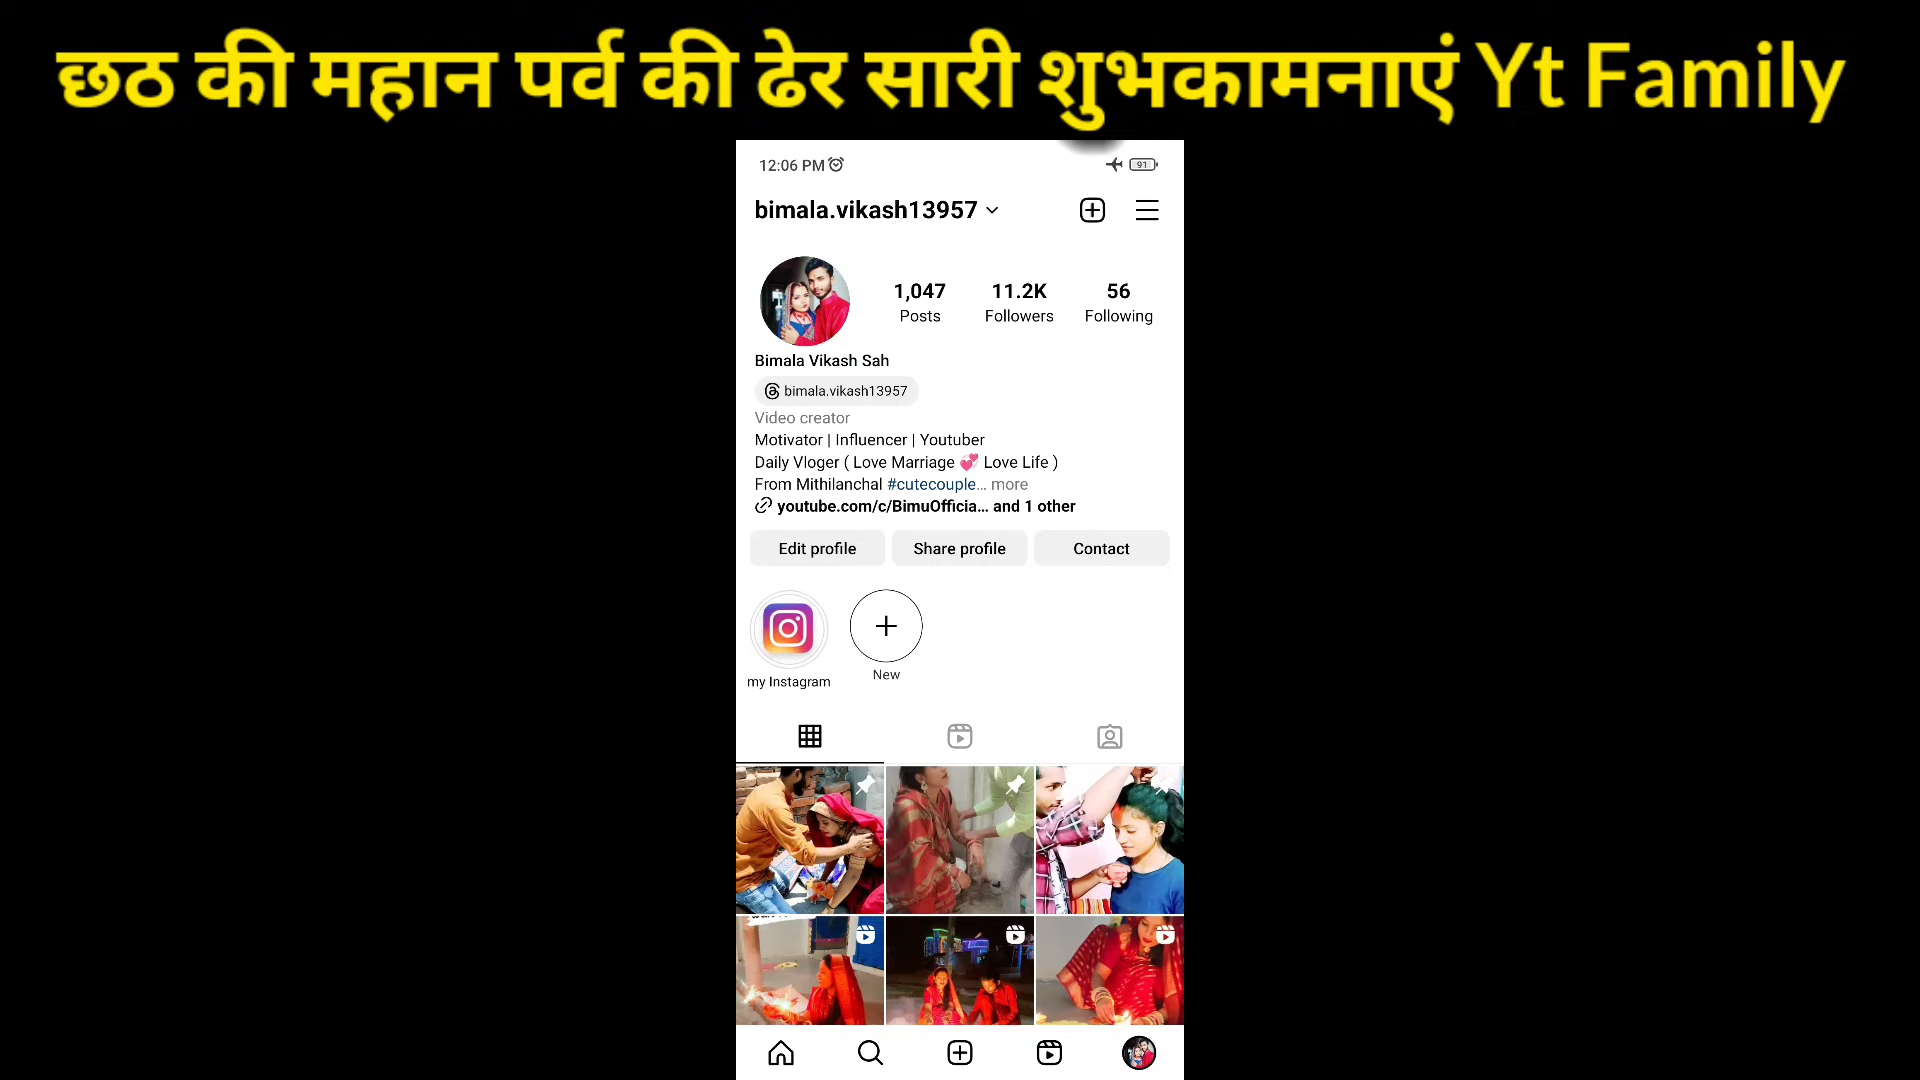 छठ की महान पर्व की ढेर सारी शुभकामनाएं Yt Family
12:06 PM
91
bimala.vikash13957
1,047 11.2K 56
Posts Followers Following
Bimala Vikash Sah
bimala.vikash13957
Video creator
Motivator | Influencer | Youtuber
Daily Vloger ( Love Marriage 💞 Love Life )
From Mithilanchal #cutecouple... more
youtube.com/c/BimuOfficia... and 1 other
Edit profile Share profile Contact
my Instagram New